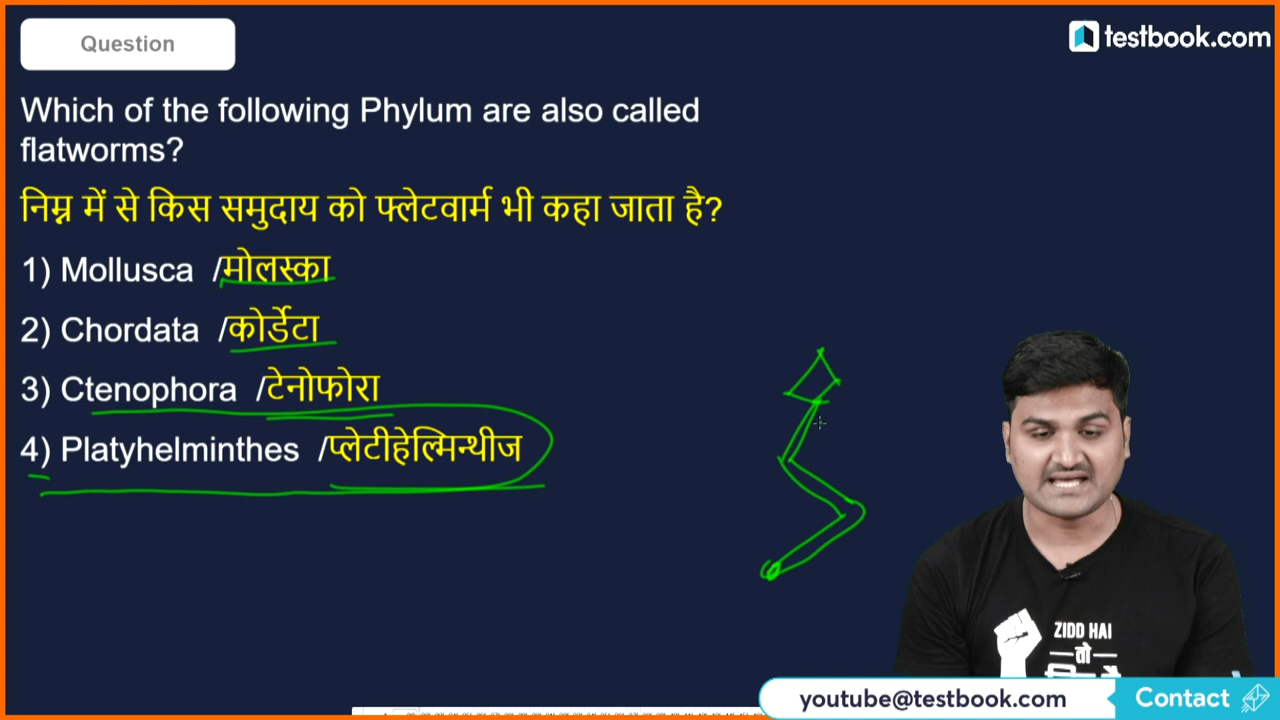 Question
testbook.com
Which of the following Phylum are also called
flatworms?
निम्न में से किस समुदाय को फ्लेटवार्म भी कहा जाता है?
1) Mollusca /मोलस्का
2) Chordata /कोर्डेटा
3) Ctenophora /टेनोफोरा
4) Platyhelminthes /प्लेटीहेल्मिन्थीज
ZIDD HAI
तो
youtube@testbook.com
Contact